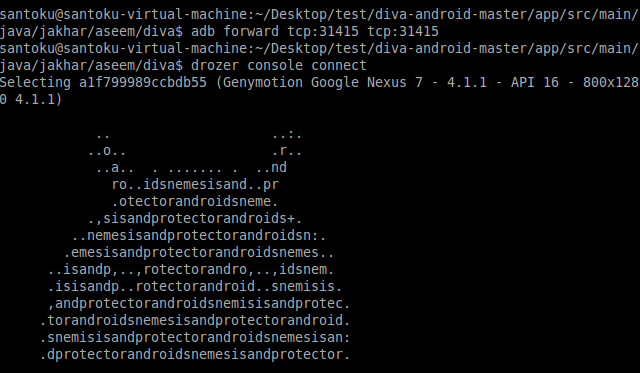 santoku@santoku-virtual-machine:~/Desktop/test/diva-android-master/app/src/main/
java/jakhar/aseem/diva$ adb forward tcp:31415 tcp:31415
santoku@santoku-virtual-machine:~/Desktop/test/diva-android-master/app/src/main/
java/jakhar/aseem/diva$ drozer console connect
Selecting a1f799989ccbdb55 (Genymotion Google Nexus 7 - 4.1.1 - API 16 - 800x128
0 4.1.1)

            ..                    ..:.
           ..o..                  .r..
            ..a..  . ....... .  ..nd
              ro..idsnemesisand..pr
              .otectorandroidsneme.
           .,sisandprotectorandroids+.
         ..nemesisandprotectorandroidsn:.
        .emesisandprotectorandroidsnemes..
      ..isandp,..,rotectorandro,..,idsnem.
      .isisandp..rotectorandroid..snemisis.
      ,andprotectorandroidsnemisisandprotec.
     .torandroidsnemesisandprotectorandroid.
     .snemisisandprotectorandroidsnemesisan:
     .dprotectorandroidsnemesisandprotector.